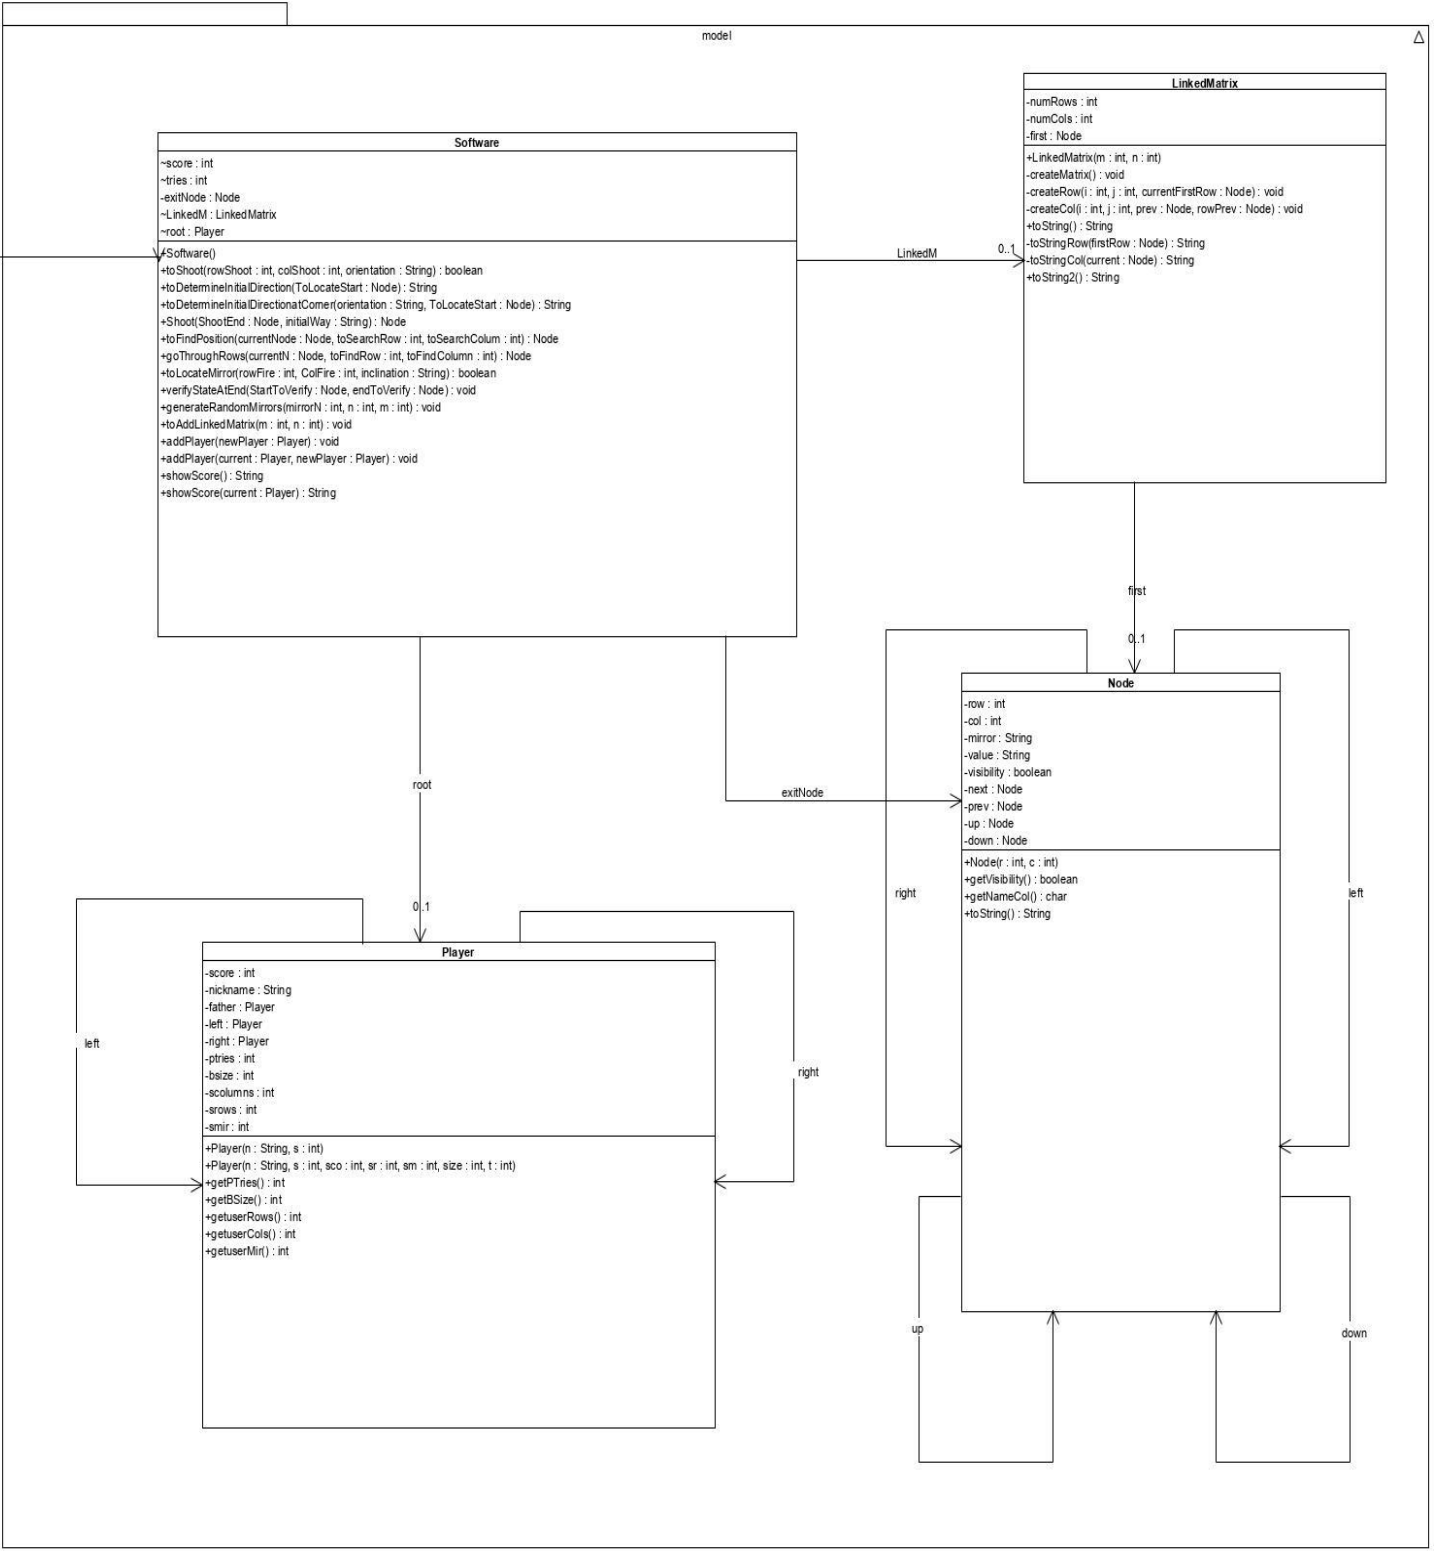 model
LinkedMatrix
-numRows : int
-numCols : int
-first : Node
+LinkedMatrix(m : int, n : int)
-createMatrix() : void
-createRow(i : int, j : int, currentFirstRow : Node) : void
-createCol(i : int, j : int, prev : Node, rowPrev : Node) : void
+toString() : String
-toStringRow(firstRow : Node) : String
-toStringCol(current : Node) : String
+toString2() : String
Software
~score : int
~tries : int
-exitNode : Node
~LinkedM : LinkedMatrix
~root : Player
+Software()
+toShoot(rowShoot : int, colShoot : int, orientation : String) : boolean
+toDetermineInitialDirection(ToLocateStart : Node) : String
+toDetermineInitialDirectionatCorner(orientation : String, ToLocateStart : Node) : String
+Shoot(ShootEnd : Node, initialWay : String) : Node
+toFindPosition(currentNode : Node, toSearchRow : int, toSearchColum : int) : Node
+goThroughRows(currentN : Node, toFindRow : int, toFindColumn : int) : Node
+toLocateMirror(rowFire : int, ColFire : int, inclination : String) : boolean
+verifyStateAtEnd(StartToVerify : Node, endToVerify : Node) : void
+generateRandomMirrors(mirrorN : int, n : int, m : int) : void
+toAddLinkedMatrix(m : int, n : int) : void
+addPlayer(newPlayer : Player) : void
+addPlayer(current : Player, newPlayer : Player) : void
+showScore() : String
+showScore(current : Player) : String
LinkedM
0..1
first
0..1
root
0..1
exitNode
Node
-row : int
-col : int
-mirror : String
-value : String
-visibility : boolean
-next : Node
-prev : Node
-up : Node
-down : Node
+Node(r : int, c : int)
+getVisibility() : boolean
+getNameCol() : char
+toString() : String
right
left
up
down
Player
-score : int
-nickname : String
-father : Player
-left : Player
-right : Player
-ptries : int
-bsize : int
-scolumns : int
-srows : int
-smir : int
+Player(n : String, s : int)
+Player(n : String, s : int, sco : int, sr : int, sm : int, size : int, t : int)
+getPTries() : int
+getBSize() : int
+getuserRows() : int
+getuserCols() : int
+getuserMir() : int
left
right